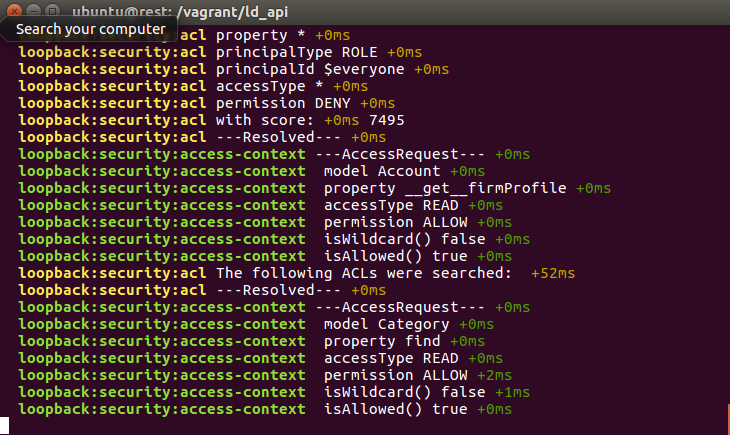 ubuntu@rest: /vagrant/ld_api
Search your computer
loopback:security:acl property * +0ms
loopback:security:acl principalType ROLE +0ms
loopback:security:acl principalId $everyone +0ms
loopback:security:acl accessType * +0ms
loopback:security:acl permission DENY +0ms
loopback:security:acl with score: +0ms 7495
loopback:security:acl ---Resolved--- +0ms
loopback:security:access-context ---AccessRequest--- +0ms
loopback:security:access-context  model Account +0ms
loopback:security:access-context  property __get__firmProfile +0ms
loopback:security:access-context  accessType READ +0ms
loopback:security:access-context  permission ALLOW +0ms
loopback:security:access-context  isWildcard() false +0ms
loopback:security:access-context  isAllowed() true +0ms
loopback:security:acl The following ACLs were searched:  +52ms
loopback:security:acl ---Resolved--- +0ms
loopback:security:access-context ---AccessRequest--- +0ms
loopback:security:access-context  model Category +0ms
loopback:security:access-context  property find +0ms
loopback:security:access-context  accessType READ +0ms
loopback:security:access-context  permission ALLOW +2ms
loopback:security:access-context  isWildcard() false +1ms
loopback:security:access-context  isAllowed() true +0ms